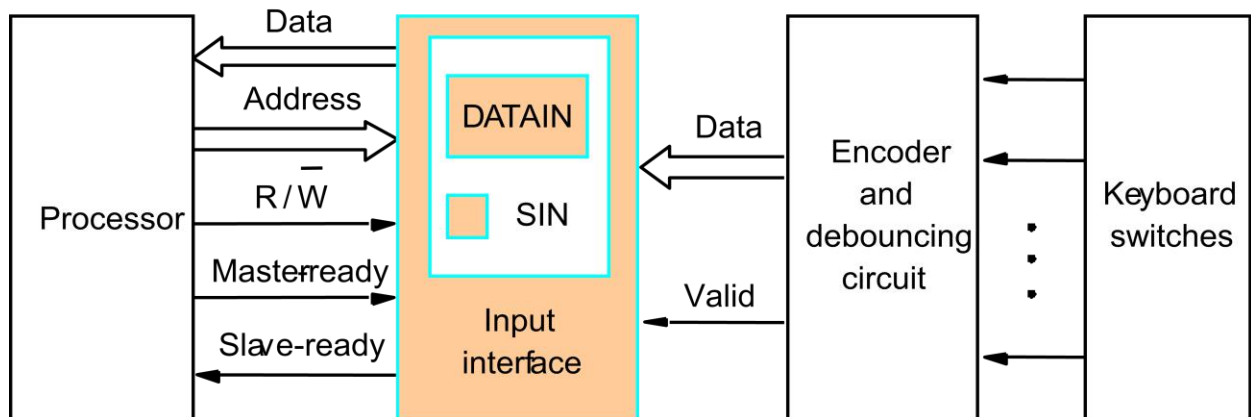 Processor
Data
Address
R / W̅
Master-ready
Slave-ready
DATAIN
SIN
Input
interface
Data
Valid
Encoder
and
debouncing
circuit
Keyboard
switches